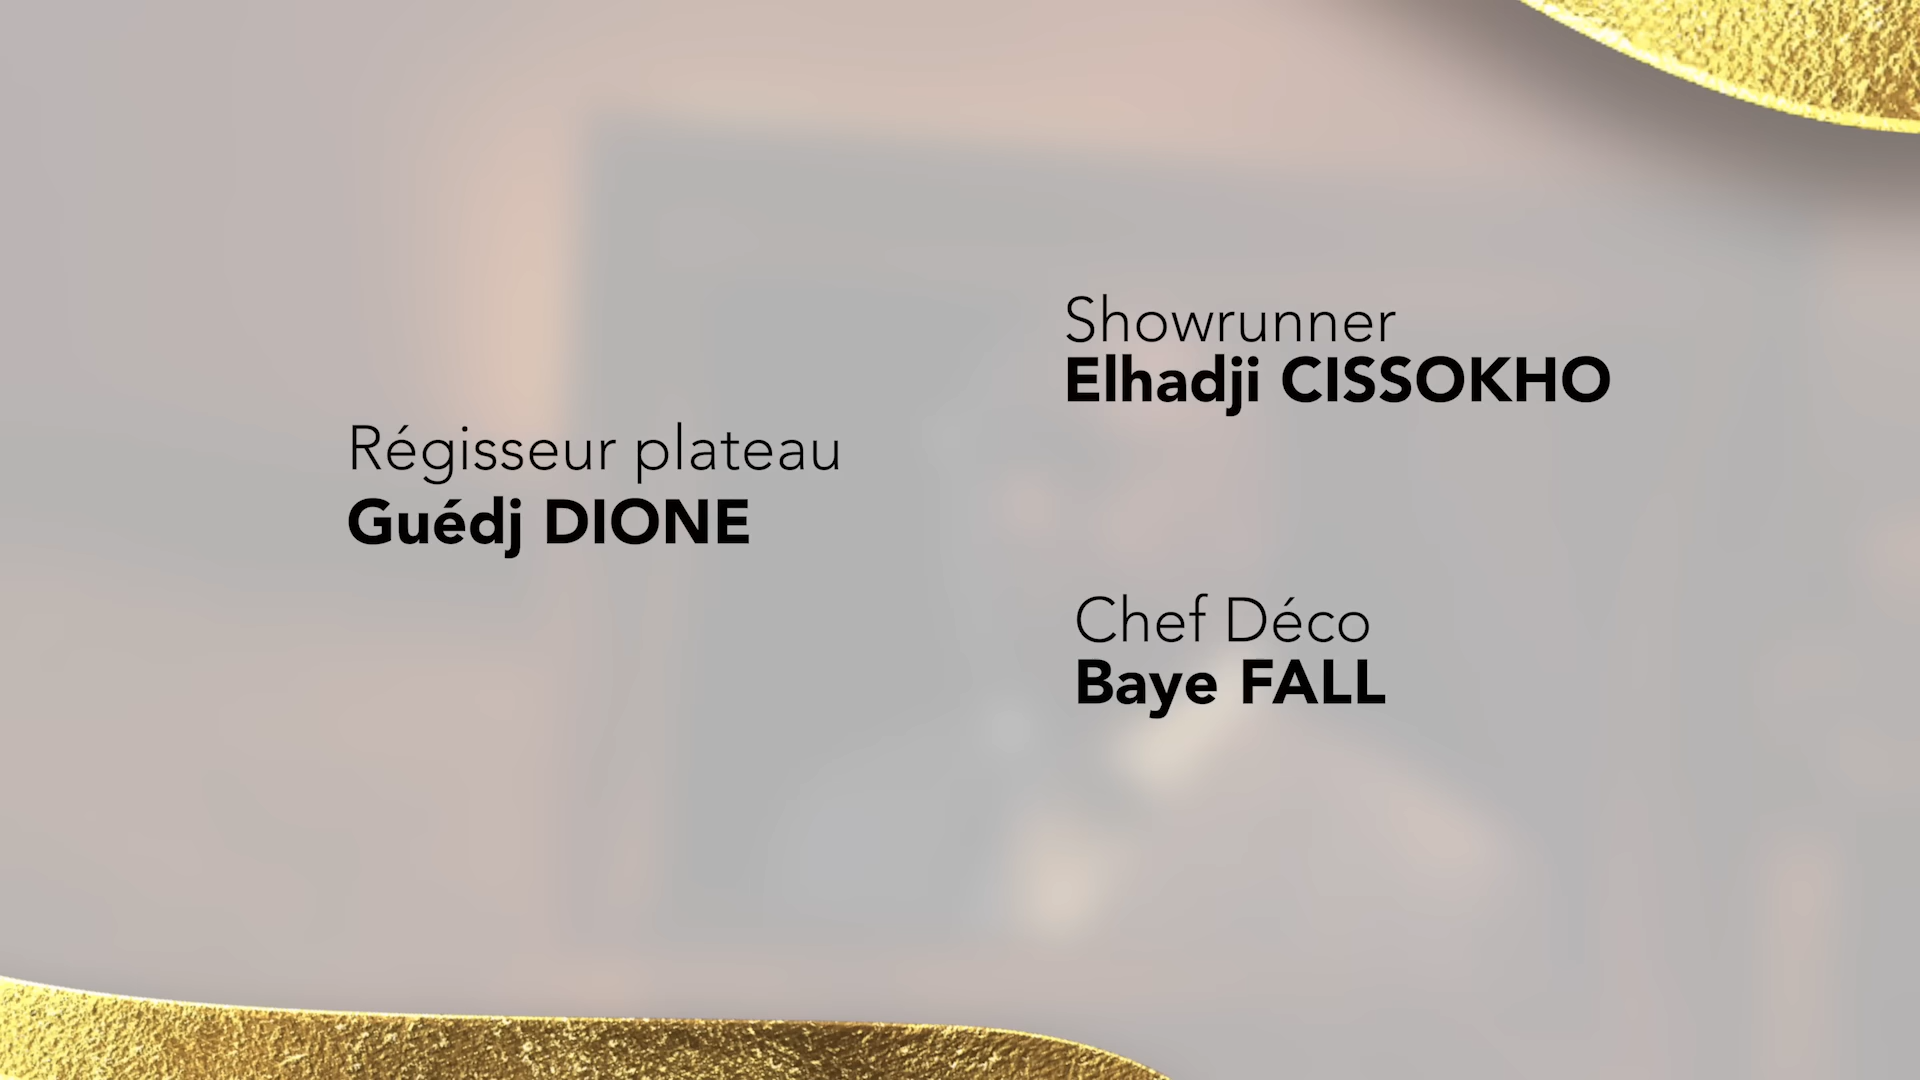 Régisseur plateau
Guédj DIONE
Showrunner
Elhadji CISSOKHO
Chef Déco
Baye FALL